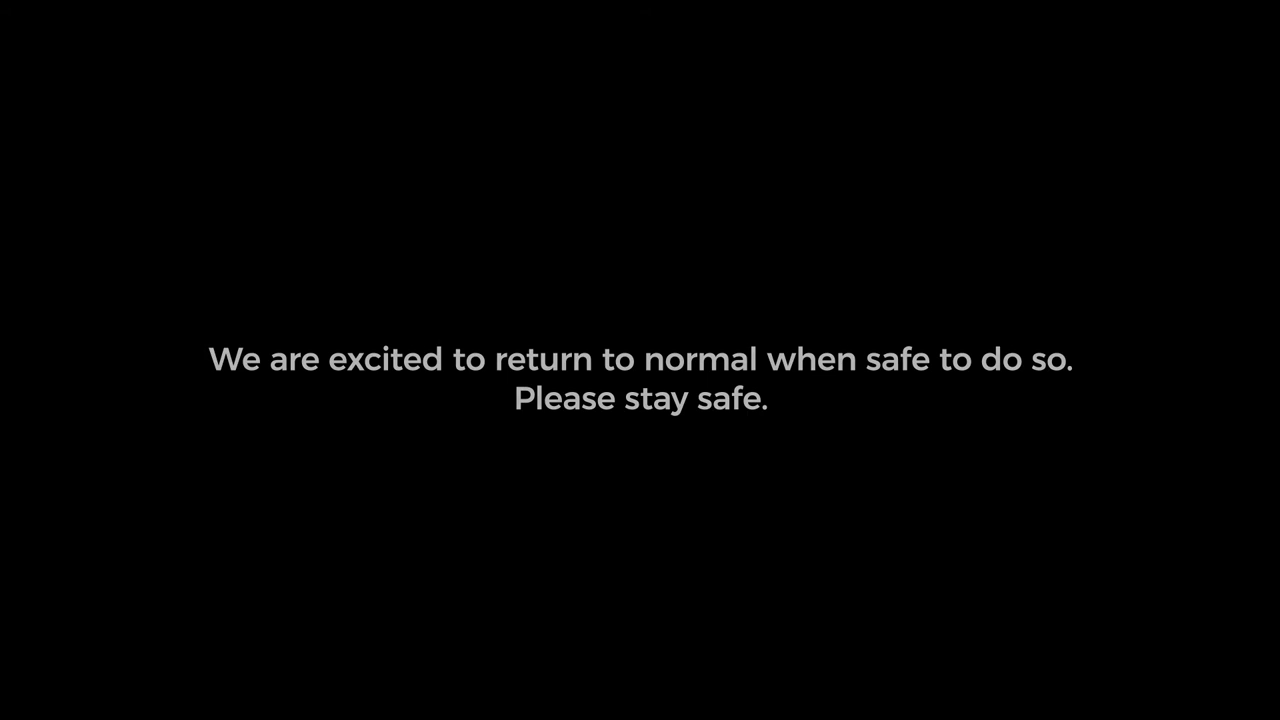 We are excited to return to normal when safe to do so.
Please stay safe.